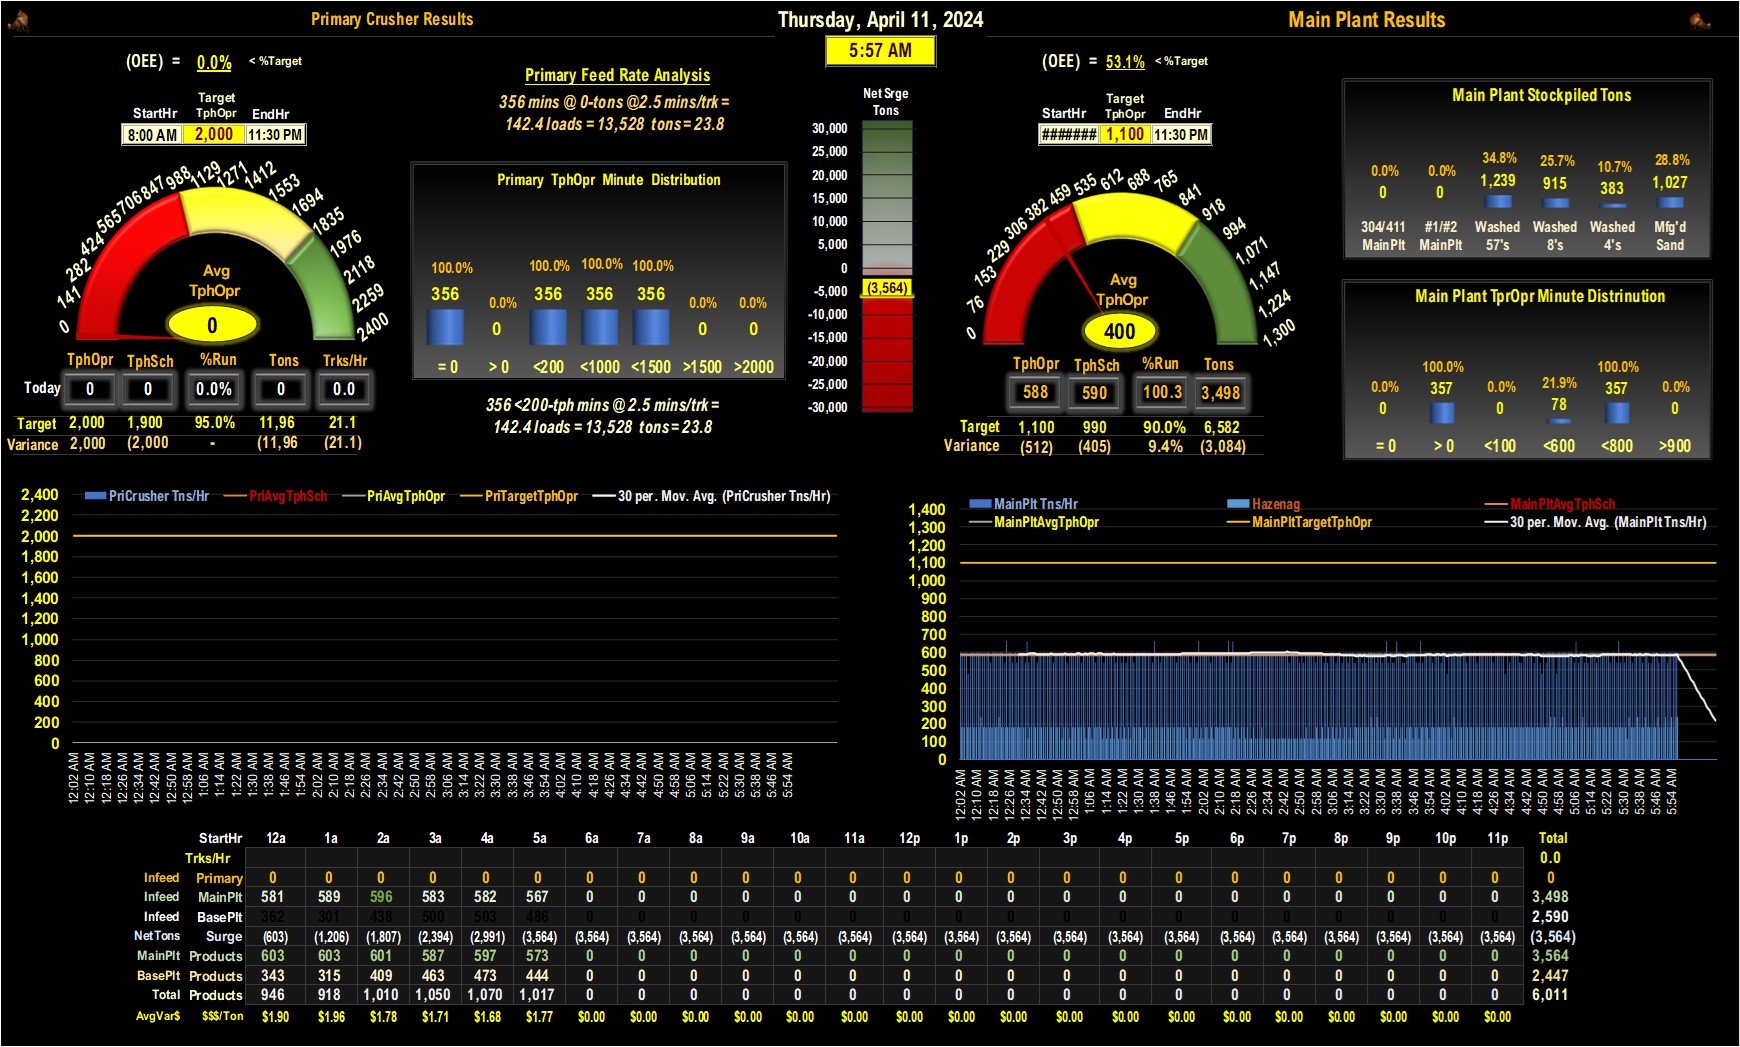 Primary Crusher Results
Thursday, April 11, 2024
Main Plant Results
5:57 AM
(OEE) = 0.0% < %Target
Target
StartHr TphOpr EndHr
8:00 AM 2,000 11:30 PM
0 141 282 424 565 706 847 988 1129 1271 1412 1553 1694 1835 1976 2118 2259 2400
Avg
TphOpr
0
TphOpr TphSch %Run Tons Trks/Hr
Today 0 0 0.0% 0 0.0
Target 2,000 1,900 95.0% 11,96 21.1
Variance 2,000 (2,000 - (11,96 (21.1)
Primary Feed Rate Analysis
356 mins @ 0-tons @2.5 mins/trk =
142.4 loads = 13,528 tons = 23.8
Primary TphOpr Minute Distribution
100.0% 0.0% 100.0% 100.0% 100.0% 0.0% 0.0%
356 0 356 356 356 0 0
= 0 > 0 <200 <1000 <1500 >1500 >2000
356 <200-tph mins @ 2.5 mins/trk =
142.4 loads = 13,528 tons = 23.8
Net Srge
Tons
30,000
25,000
20,000
15,000
10,000
5,000
0
-5,000
(3,564)
-10,000
-15,000
-20,000
-25,000
-30,000
(OEE) = 53.1% < %Target
Target
StartHr TphOpr EndHr
####### 1,100 11:30 PM
0 76 153 229 306 382 459 535 612 688 765 841 918 994 1,071 1,147 1,224 1,300
Avg
TphOpr
400
TphOpr TphSch %Run Tons
588 590 100.3 3,498
Target 1,100 990 90.0% 6,582
Variance (512) (405) 9.4% (3,084)
Main Plant Stockpiled Tons
0.0% 0.0% 34.8% 25.7% 10.7% 28.8%
0 0 1,239 915 383 1,027
304/411 #1/#2 Washed Washed Washed Mfg'd
MainPlt MainPlt 57's 8's 4's Sand
Main Plant TprOpr Minute Distrinution
0.0% 100.0% 0.0% 21.9% 100.0% 0.0%
0 357 0 78 357 0
= 0 > 0 <100 <600 <800 >900
PriCrusher Tns/Hr PriAvgTphSch PriAvgTphOpr PriTargetTphOpr 30 per. Mov. Avg. (PriCrusher Tns/Hr)
2,400
2,200
2,000
1,800
1,600
1,400
1,200
1,000
800
600
400
200
0
12:02 AM 12:10 AM 12:18 AM 12:26 AM 12:34 AM 12:42 AM 12:50 AM 12:58 AM 1:06 AM 1:14 AM 1:22 AM 1:30 AM 1:38 AM 1:46 AM 1:54 AM 2:02 AM 2:10 AM 2:18 AM 2:26 AM 2:34 AM 2:42 AM 2:50 AM 2:58 AM 3:06 AM 3:14 AM 3:22 AM 3:30 AM 3:38 AM 3:46 AM 3:54 AM 4:02 AM 4:10 AM 4:18 AM 4:26 AM 4:34 AM 4:42 AM 4:50 AM 4:58 AM 5:06 AM 5:14 AM 5:22 AM 5:30 AM 5:38 AM 5:46 AM 5:54 AM
MainPlt Tns/Hr Hazenag MainPltAvgTphSch
MainPltAvgTphOpr MainPltTargetTphOpr 30 per. Mov. Avg. (MainPlt Tns/Hr)
1,400
1,300
1,200
1,100
1,000
900
800
700
600
500
400
300
200
100
0
12:02 AM 12:10 AM 12:18 AM 12:26 AM 12:34 AM 12:42 AM 12:50 AM 12:58 AM 1:06 AM 1:14 AM 1:22 AM 1:30 AM 1:38 AM 1:46 AM 1:54 AM 2:02 AM 2:10 AM 2:18 AM 2:26 AM 2:34 AM 2:42 AM 2:50 AM 2:58 AM 3:06 AM 3:14 AM 3:22 AM 3:30 AM 3:38 AM 3:46 AM 3:54 AM 4:02 AM 4:10 AM 4:18 AM 4:26 AM 4:34 AM 4:42 AM 4:50 AM 4:58 AM 5:06 AM 5:14 AM 5:22 AM 5:30 AM 5:38 AM 5:46 AM 5:54 AM
StartHr 12a 1a 2a 3a 4a 5a 6a 7a 8a 9a 10a 11a 12p 1p 2p 3p 4p 5p 6p 7p 8p 9p 10p 11p Total
Trks/Hr 0.0
Infeed Primary 0 0 0 0 0 0 0 0 0 0 0 0 0 0 0 0 0 0 0 0 0 0 0 0 0
Infeed MainPlt 581 589 596 583 582 567 0 0 0 0 0 0 0 0 0 0 0 0 0 0 0 0 0 0 3,498
Infeed BasePlt 362 301 438 500 503 486 0 0 0 0 0 0 0 0 0 0 0 0 0 0 0 0 0 0 2,590
NetTons Surge (603) (1,206) (1,807) (2,394) (2,991) (3,564) (3,564) (3,564) (3,564) (3,564) (3,564) (3,564) (3,564) (3,564) (3,564) (3,564) (3,564) (3,564) (3,564) (3,564) (3,564) (3,564) (3,564) (3,564) (3,564)
MainPlt Products 603 603 601 587 597 573 0 0 0 0 0 0 0 0 0 0 0 0 0 0 0 0 0 0 3,564
BasePlt Products 343 315 409 463 473 444 0 0 0 0 0 0 0 0 0 0 0 0 0 0 0 0 0 0 2,447
Total Products 946 918 1,010 1,050 1,070 1,017 0 0 0 0 0 0 0 0 0 0 0 0 0 0 0 0 0 0 6,011
AvgVar$ $$$/Ton $1.90 $1.96 $1.78 $1.71 $1.68 $1.77 $0.00 $0.00 $0.00 $0.00 $0.00 $0.00 $0.00 $0.00 $0.00 $0.00 $0.00 $0.00 $0.00 $0.00 $0.00 $0.00 $0.00 $0.00